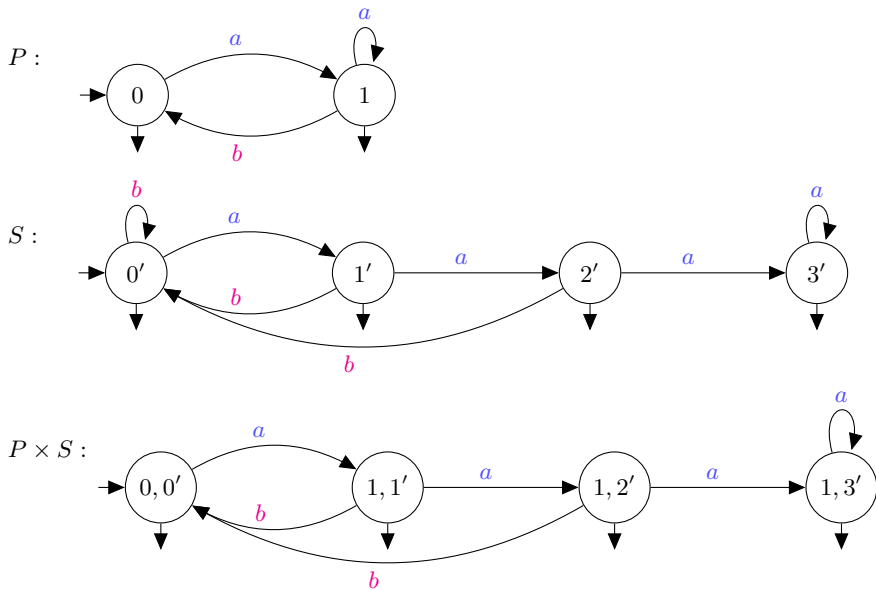 a a
P :
0 1
b
b a a
S :
a a
0′ 1′ 2′ 3′
b
b
a
a
P × S :
a a
0, 0′ 1, 1′ 1, 2′ 1, 3′
b
b